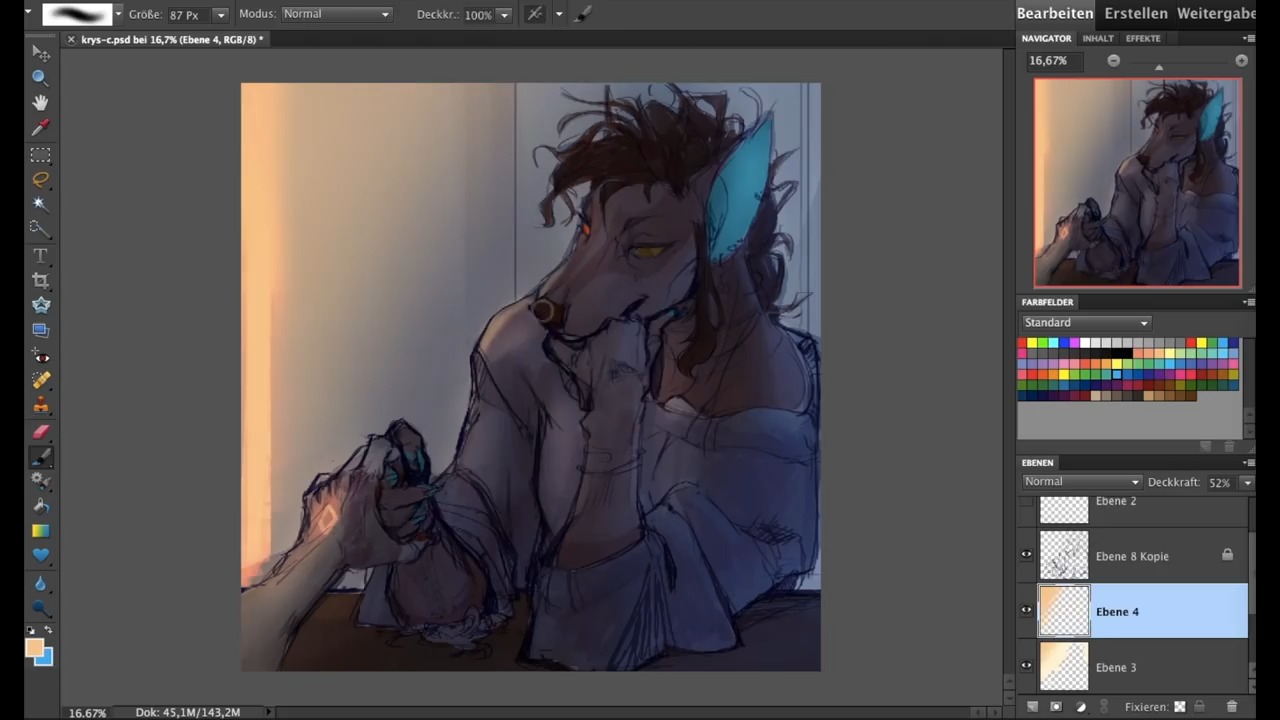 Größe: 87 Px Modus: Normal Deckkr.: 100%
Bearbeiten Erstellen Weitergabe
krys-c.psd bei 16,7% (Ebene 4, RGB/8) *
NAVIGATOR INHALT EFFEKTE
16,67%
FARBFELDER
Standard
EBENEN
Normal Deckkraft: 52%
Ebene 2
Ebene 8 Kopie
Ebene 4
Ebene 3
Fixieren:
16.67% Dok: 45,1M/143,2M